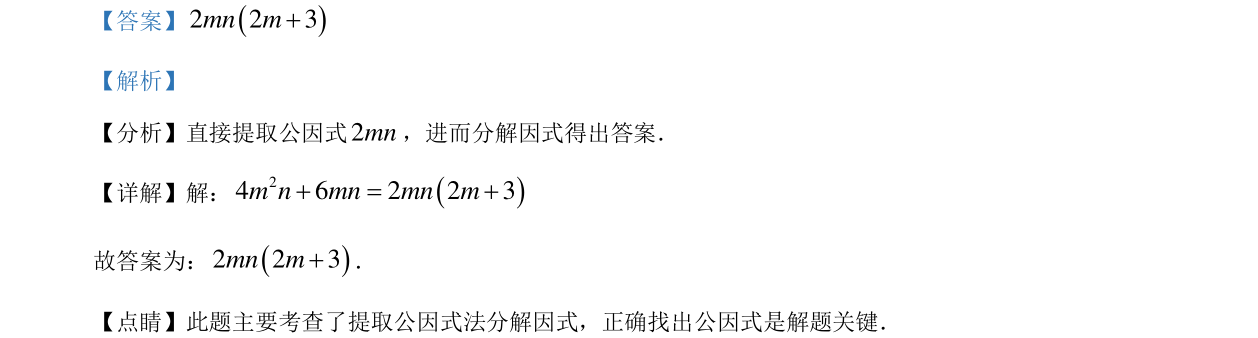 【答案】2mn(2m+3)
【解析】
【分析】直接提取公因式2mn，进而分解因式得出答案．
【详解】解：4m²n+6mn=2mn(2m+3)
故答案为：2mn(2m+3)．
【点睛】此题主要考查了提取公因式法分解因式，正确找出公因式是解题关键．